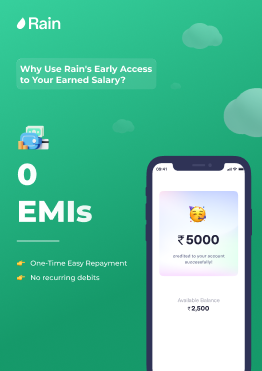 Rain
Why Use Rain's Early Access
to Your Earned Salary?
0
EMIs
👉 One-Time Easy Repayment
👉 No recurring debits
09:41
🥳
₹5000
credited to your account
successfully!
Available Balance
₹2,500